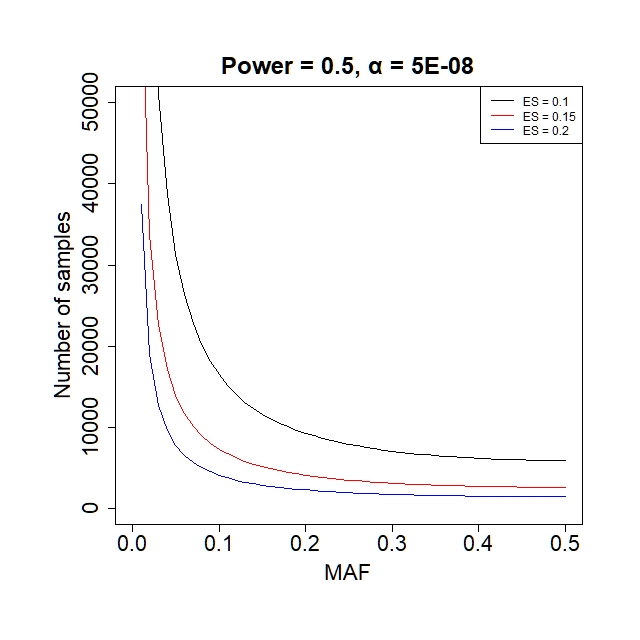 Power = 0.5, α = 5E-08
ES = 0.1
ES = 0.15
ES = 0.2
Number of samples
50000
40000
30000
20000
10000
0
0.0 0.1 0.2 0.3 0.4 0.5
MAF